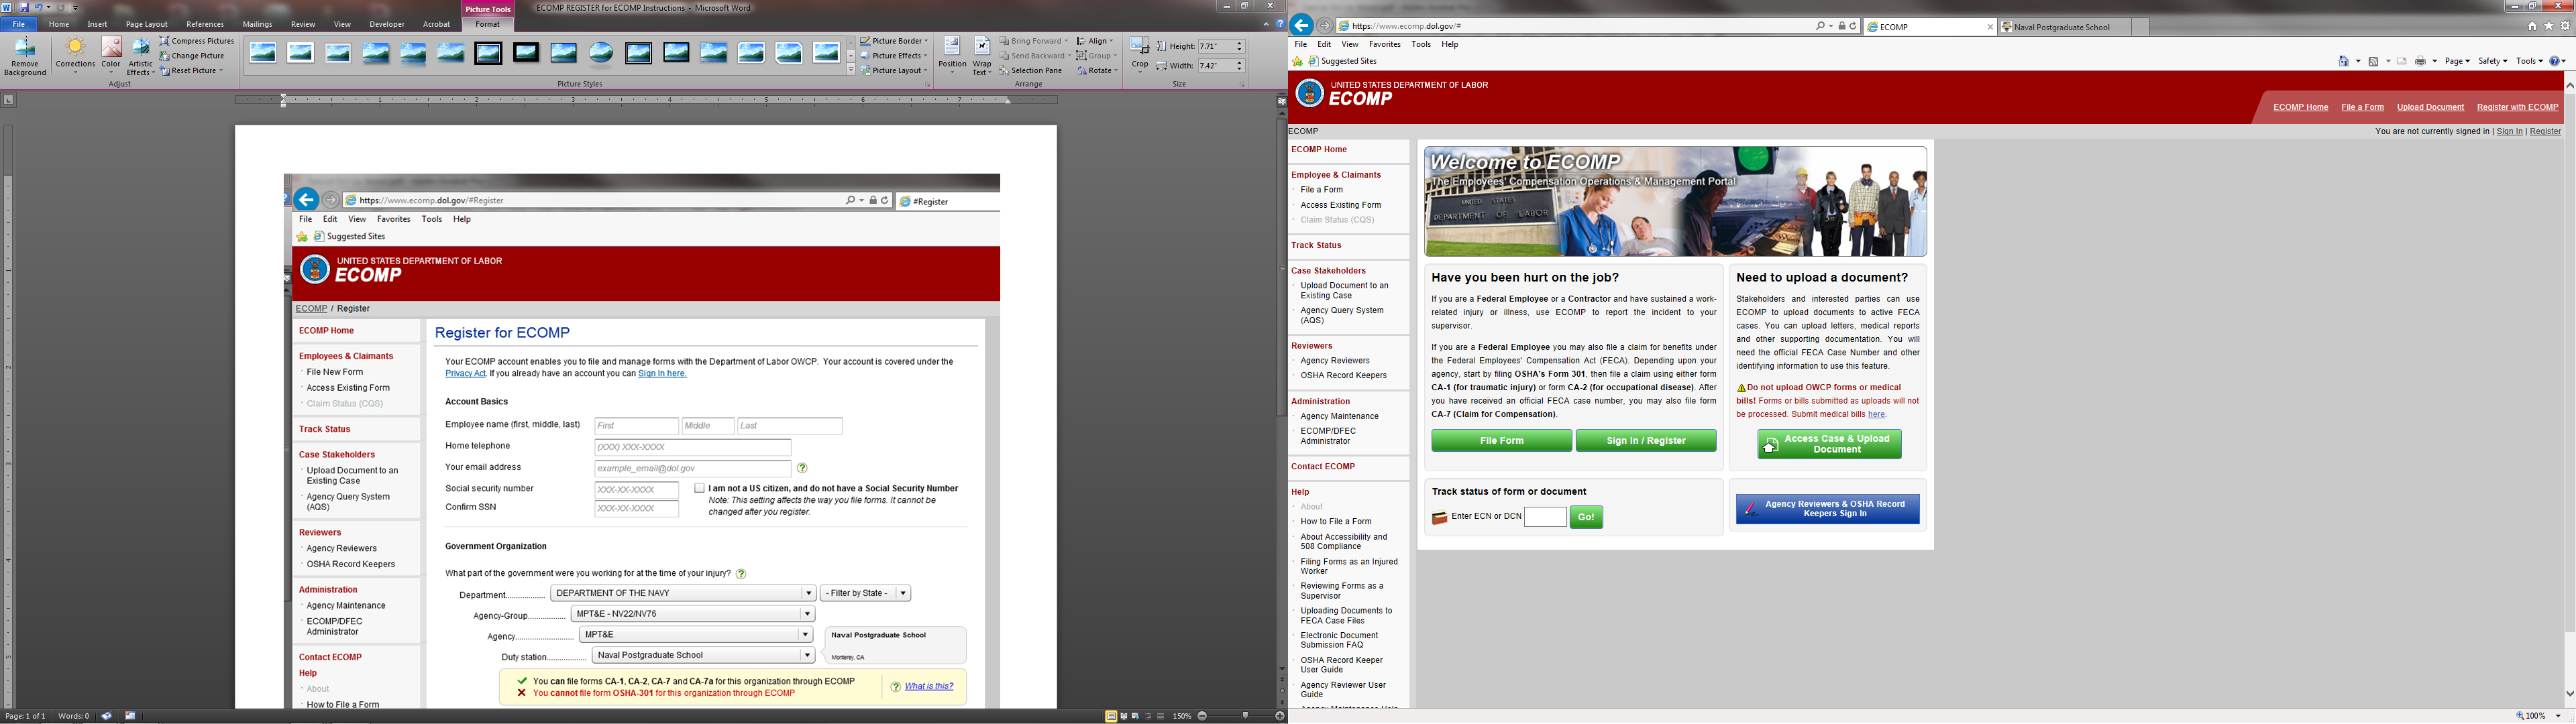 ECOMP REGISTER for ECOMP Instructions - Microsoft Word
Picture Tools
File Home Insert Page Layout References Mailings Review View Developer Acrobat Format
Remove Background
Corrections
Color
Artistic Effects
Compress Pictures
Change Picture
Reset Picture
Adjust
Picture Styles
Picture Border
Picture Effects
Picture Layout
Position
Wrap Text
Bring Forward
Send Backward
Selection Pane
Align
Group
Rotate
Arrange
Crop
Height: 7.71"
Width: 7.42"
Size
https://www.ecomp.dol.gov/#Register
#Register
File Edit View Favorites Tools Help
Suggested Sites
UNITED STATES DEPARTMENT OF LABOR
ECOMP
ECOMP / Register
ECOMP Home
Employees & Claimants
File New Form
Access Existing Form
Claim Status (CQS)
Track Status
Case Stakeholders
Upload Document to an
Existing Case
Agency Query System
(AQS)
Reviewers
Agency Reviewers
OSHA Record Keepers
Administration
Agency Maintenance
ECOMP/DFEC
Administrator
Contact ECOMP
Help
About
How to File a Form
Register for ECOMP
Your ECOMP account enables you to file and manage forms with the Department of Labor OWCP. Your account is covered under the
Privacy Act. If you already have an account you can Sign In here.
Account Basics
Employee name (first, middle, last) First Middle Last
Home telephone (XXX) XXX-XXXX
Your email address example_email@dol.gov
Social security number XXX-XX-XXXX
Confirm SSN XXX-XX-XXXX
I am not a US citizen, and do not have a Social Security Number
Note: This setting affects the way you file forms. It cannot be
changed after you register.
Government Organization
What part of the government were you working for at the time of your injury?
Department.................. DEPARTMENT OF THE NAVY - Filter by State -
Agency-Group................. MPT&E - NV22/NV76
Agency.......................... MPT&E
Duty station.................. Naval Postgraduate School
Naval Postgraduate School
Monterey, CA
You can file forms CA-1, CA-2, CA-7 and CA-7a for this organization through ECOMP
You cannot file form OSHA-301 for this organization through ECOMP
What is this?
Page: 1 of 1 Words: 0
150%
https://www.ecomp.dol.gov/#
ECOMP
Naval Postgraduate School
File Edit View Favorites Tools Help
Suggested Sites
Page Safety Tools
UNITED STATES DEPARTMENT OF LABOR
ECOMP
ECOMP Home File a Form Upload Document Register with ECOMP
ECOMP
You are not currently signed in | Sign In | Register
ECOMP Home
Employee & Claimants
File a Form
Access Existing Form
Claim Status (CQS)
Track Status
Case Stakeholders
Upload Document to an
Existing Case
Agency Query System
(AQS)
Reviewers
Agency Reviewers
OSHA Record Keepers
Administration
Agency Maintenance
ECOMP/DFEC
Administrator
Contact ECOMP
Help
About
How to File a Form
About Accessibility and
508 Compliance
Filing Forms as an Injured
Worker
Reviewing Forms as a
Supervisor
Uploading Documents to
FECA Case Files
Electronic Document
Submission FAQ
OSHA Record Keeper
User Guide
Agency Reviewer User
Guide
Welcome to ECOMP
The Employees' Compensation Operations & Management Portal
UNITED STATES
DEPARTMENT OF LABOR
Have you been hurt on the job?
If you are a Federal Employee or a Contractor and have sustained a work-
related injury or illness, use ECOMP to report the incident to your
supervisor.
If you are a Federal Employee you may also file a claim for benefits under
the Federal Employees' Compensation Act (FECA). Depending upon your
agency, start by filing OSHA's Form 301, then file a claim using either form
CA-1 (for traumatic injury) or form CA-2 (for occupational disease). After
you have received an official FECA case number, you may also file form
CA-7 (Claim for Compensation).
File Form
Sign In / Register
Need to upload a document?
Stakeholders and interested parties can use
ECOMP to upload documents to active FECA
cases. You can upload letters, medical reports
and other supporting documentation. You will
need the official FECA Case Number and other
identifying information to use this feature.
Do not upload OWCP forms or medical
bills! Forms or bills submitted as uploads will not
be processed. Submit medical bills here.
Access Case & Upload
Document
Track status of form or document
Enter ECN or DCN
Go!
Agency Reviewers & OSHA Record
Keepers Sign In
100%